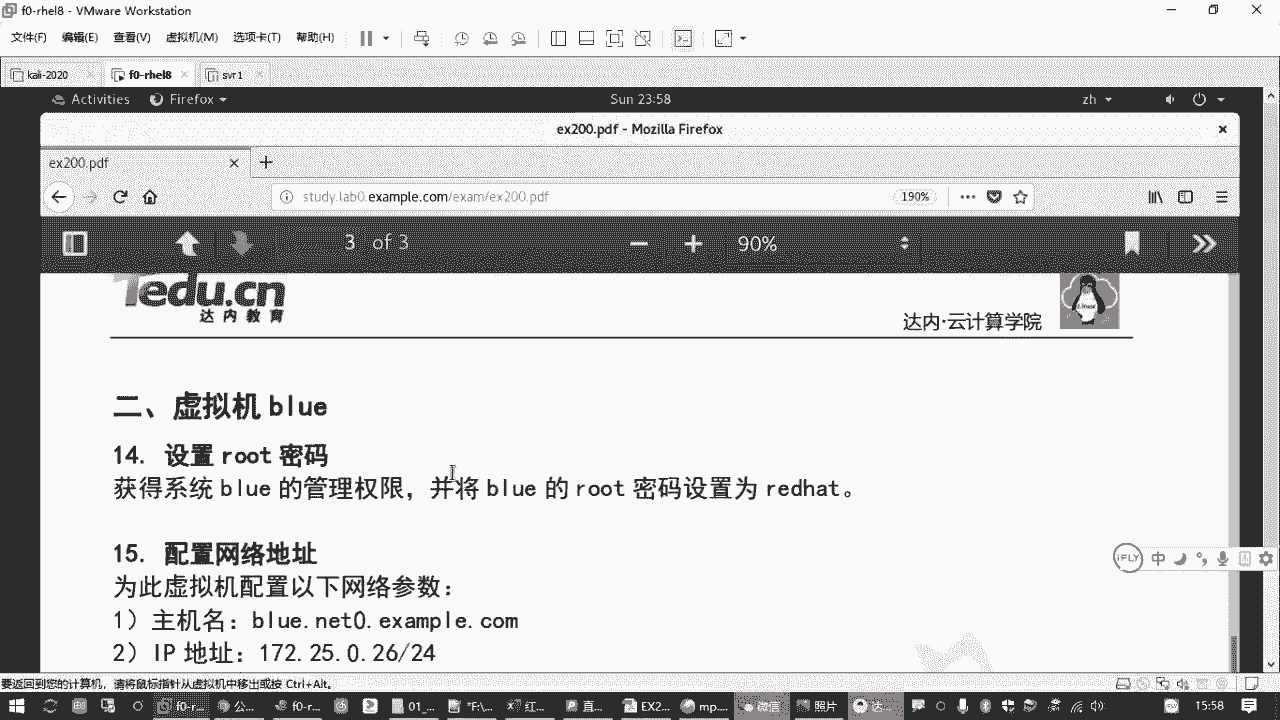 f0-rhel8 - VMware Workstation
文件(F) 编辑(E) 查看(V) 虚拟机(M) 选项卡(T) 帮助(H)
kali-2020 f0-rhel8 svr1
Activities Firefox Sun 23:58 zh
ex200.pdf - Mozilla Firefox
ex200.pdf
study.lab0.example.com/exam/ex200.pdf 190%
3 of 3 90%
Tedu.cn
达内教育
达内·云计算学院
二、虚拟机 blue
14. 设置 root 密码
获得系统 blue 的管理权限，并将 blue 的 root 密码设置为 redhat。
15. 配置网络地址
为此虚拟机配置以下网络参数：
1）主机名：blue.net0.example.com
2）IP 地址：172.25.0.26/24
iFLY 中
要返回到您的计算机，请将鼠标指针从虚拟机中移出或按 Ctrl+Alt。
f0-r... 公... f0-r... 01_... "F\... 红... 直... EX2... mp... 微信 照片 达... 15:58